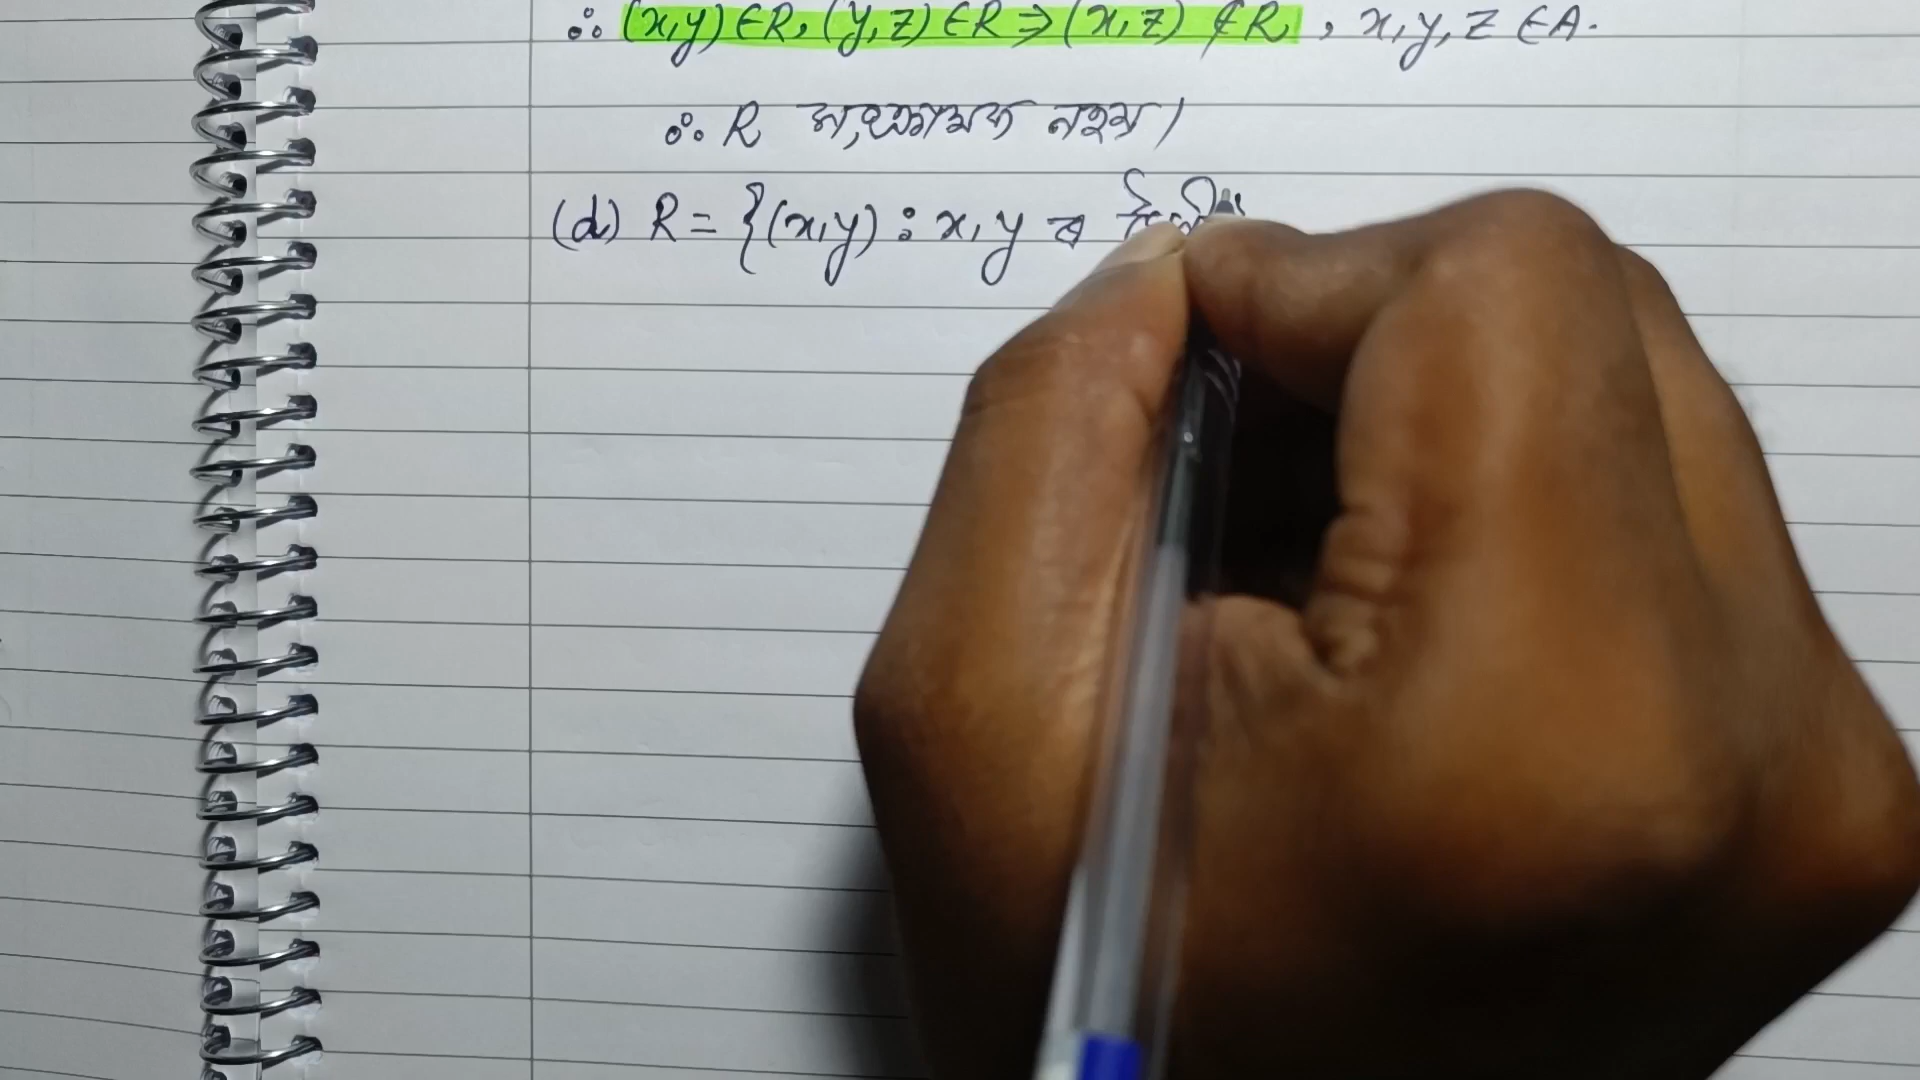 ∴ (x,y) ∈ R, (y,z) ∈ R ⇒ (x,z) ∉ R, x,y,z ∈ A.
∴ R সংক্ৰামক নহয়।
(d) R = {(x,y) : x, y ৰ